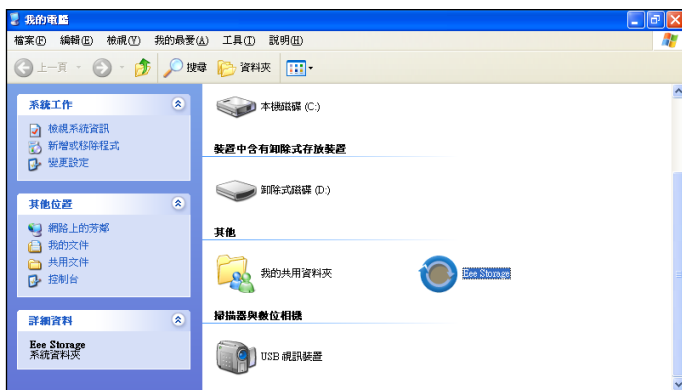 我的電腦
檔案(F) 編輯(E) 檢視(V) 我的最愛(A) 工具(T) 說明(H)
上一頁 搜尋 資料夾
系統工作
檢視系統資訊
新增或移除程式
變更設定
其他位置
網路上的芳鄰
我的文件
共用文件
控制台
詳細資料
Eee Storage
系統資料夾
本機磁碟 (C:)
裝置中含有卸除式存放裝置
卸除式磁碟 (D:)
其他
我的共用資料夾 Eee Storage
掃描器與數位相機
USB 視訊裝置